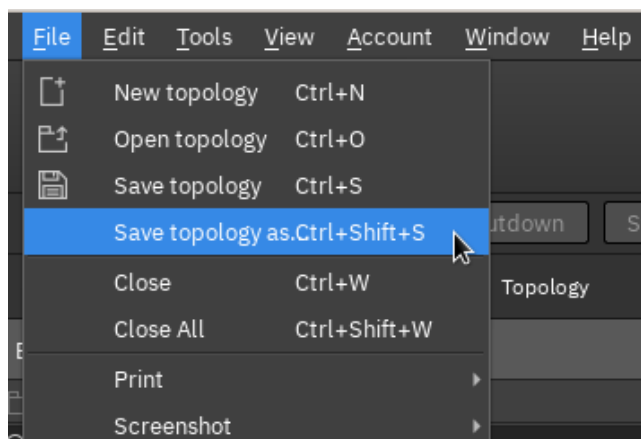 File Edit Tools View Account Window Help
New topology Ctrl+N
Open topology Ctrl+O
Save topology Ctrl+S
Save topology as... Ctrl+Shift+S
Close Ctrl+W
Topology
Close All Ctrl+Shift+W
Print
Screenshot